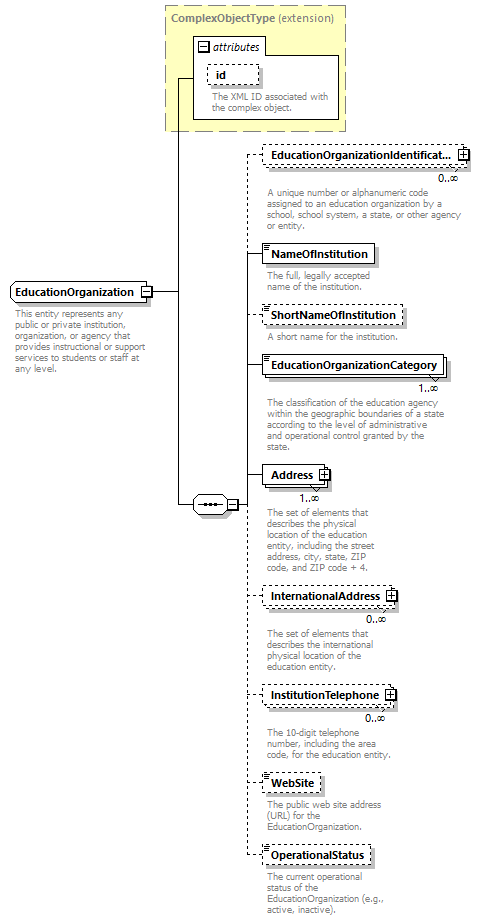 ComplexObjectType (extension)
attributes
id
The XML ID associated with
the complex object.
EducationOrganizationIdentificat...
0..∞
A unique number or alphanumeric code
assigned to an education organization by a
school, school system, a state, or other agency
or entity.
NameOfInstitution
The full, legally accepted
name of the institution.
EducationOrganization
This entity represents any
public or private institution,
organization, or agency that
provides instructional or support
services to students or staff at
any level.
ShortNameOfInstitution
A short name for the institution.
EducationOrganizationCategory
1..∞
The classification of the education agency
within the geographic boundaries of a state
according to the level of administrative
and operational control granted by the
state.
Address
1..∞
The set of elements that
describes the physical
location of the education
entity, including the street
address, city, state, ZIP
code, and ZIP code + 4.
InternationalAddress
0..∞
The set of elements that
describes the international
physical location of the
education entity.
InstitutionTelephone
0..∞
The 10-digit telephone
number, including the area
code, for the education entity.
WebSite
The public web site address
(URL) for the
EducationOrganization.
OperationalStatus
The current operational
status of the
EducationOrganization (e.g.,
active, inactive).